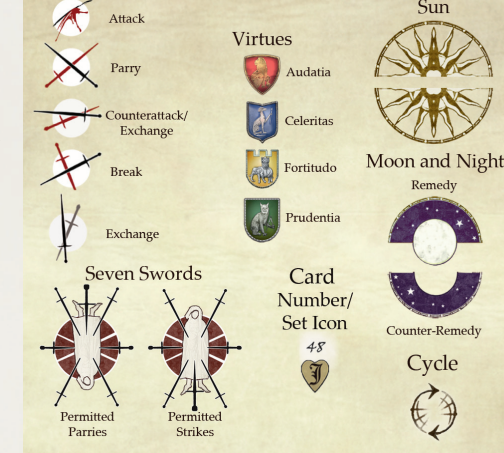 Attack
Parry
Counterattack/
Exchange
Break
Exchange
Seven Swords
Permitted
Parries
Permitted
Strikes
Virtues
Audatia
Celeritas
Fortitudo
Prudentia
Card
Number/
Set Icon
48
J
Sun
Moon and Night
Remedy
Counter-Remedy
Cycle